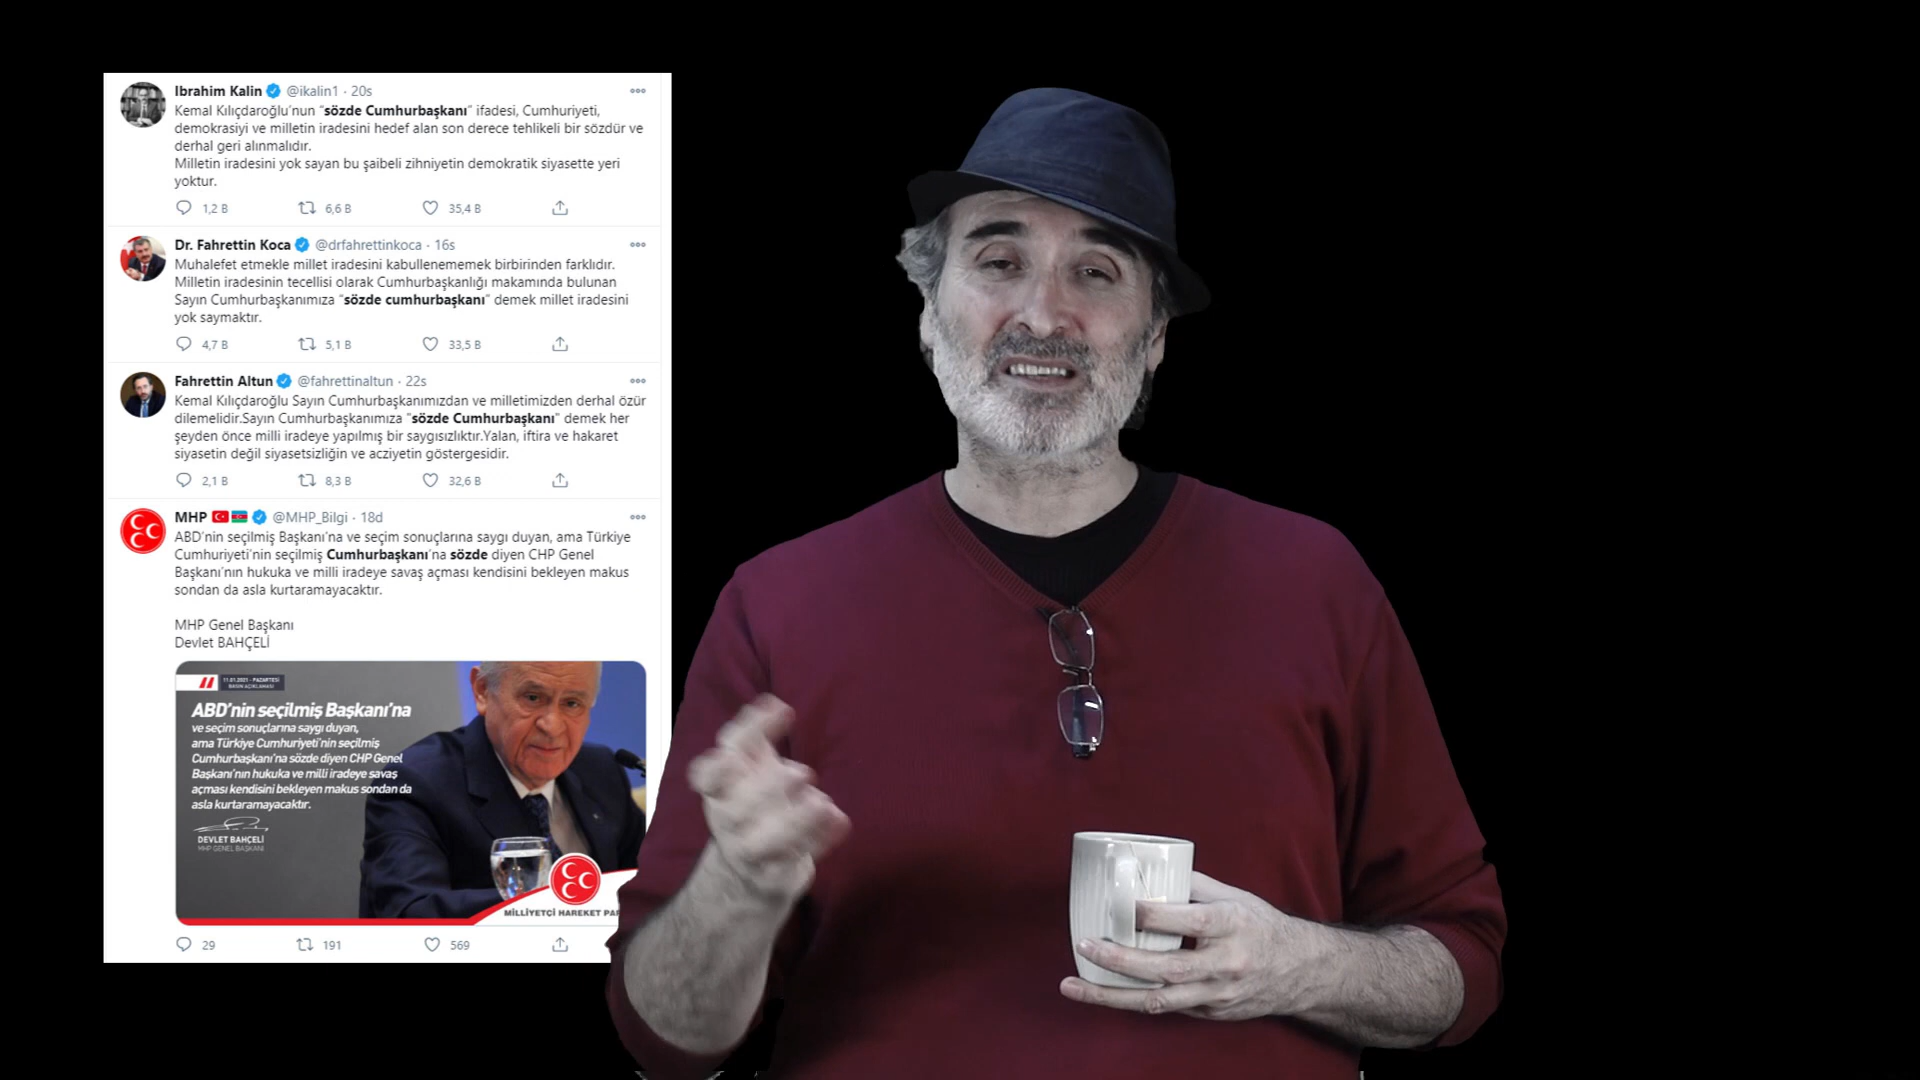 Ibrahim Kalin @ikalin1 · 20s
Kemal Kılıçdaroğlu'nun "sözde Cumhurbaşkanı" ifadesi, Cumhuriyeti,
demokrasiyi ve milletin iradesini hedef alan son derece tehlikeli bir sözdür ve
derhal geri alınmalıdır.
Milletin iradesini yok sayan bu şaibeli zihniyetin demokratik siyasette yeri
yoktur.
1,2 B 6,6 B 35,4 B
Dr. Fahrettin Koca @drfahrettinkoca · 16s
Muhalefet etmekle millet iradesini kabullenememek birbirinden farklıdır.
Milletin iradesinin tecellisi olarak Cumhurbaşkanlığı makamında bulunan
Sayın Cumhurbaşkanımıza "sözde cumhurbaşkanı" demek millet iradesini
yok saymaktır.
4,7 B 5,1 B 33,5 B
Fahrettin Altun @fahrettinaltun · 22s
Kemal Kılıçdaroğlu Sayın Cumhurbaşkanımızdan ve milletimizden derhal özür
dilemelidir.Sayın Cumhurbaşkanımıza "sözde Cumhurbaşkanı" demek her
şeyden önce milli iradeye yapılmış bir saygısızlıktır.Yalan, iftira ve hakaret
siyasetin değil siyasetsizliğin ve acziyetin göstergesidir.
2,1 B 8,3 B 32,6 B
MHP @MHP_Bilgi · 18d
ABD'nin seçilmiş Başkanı'na ve seçim sonuçlarına saygı duyan, ama Türkiye
Cumhuriyeti'nin seçilmiş Cumhurbaşkanı'na sözde diyen CHP Genel
Başkanı'nın hukuka ve milli iradeye savaş açması kendisini bekleyen makus
sondan da asla kurtaramayacaktır.
MHP Genel Başkanı
Devlet BAHÇELİ
11.01.2021 - PAZARTESİ
BASIN AÇIKLAMASI
ABD'nin seçilmiş Başkanı'na
ve seçim sonuçlarına saygı duyan,
ama Türkiye Cumhuriyeti'nin seçilmiş
Cumhurbaşkanı'na sözde diyen CHP Genel
Başkanı'nın hukuka ve milli iradeye savaş
açması kendisini bekleyen makus sondan da
asla kurtaramayacaktır.
DEVLET BAHÇELİ
MHP GENEL BAŞKANI
MİLLİYETÇİ HAREKET PAR
29 191 569